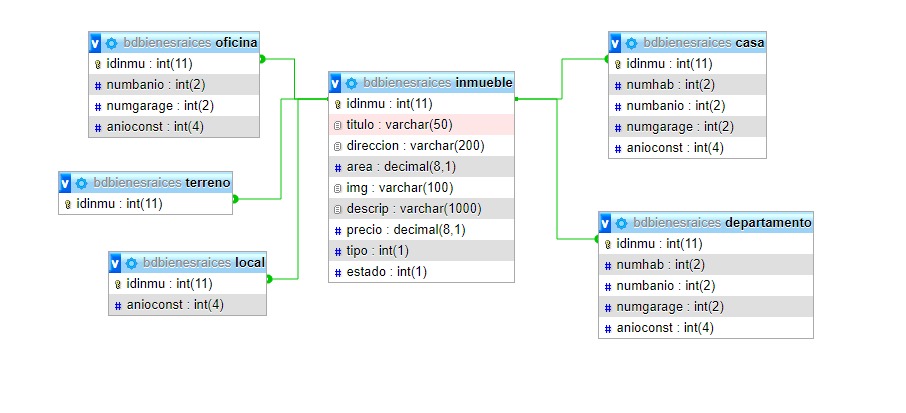 v bdbienesraices oficina
idinmu : int(11)
# numbanio : int(2)
# numgarage : int(2)
# anioconst : int(4)
v bdbienesraices terreno
idinmu : int(11)
v bdbienesraices local
idinmu : int(11)
# anioconst : int(4)
v bdbienesraices inmueble
idinmu : int(11)
titulo : varchar(50)
direccion : varchar(200)
# area : decimal(8,1)
img : varchar(100)
descrip : varchar(1000)
# precio : decimal(8,1)
# tipo : int(1)
# estado : int(1)
v bdbienesraices casa
idinmu : int(11)
# numhab : int(2)
# numbanio : int(2)
# numgarage : int(2)
# anioconst : int(4)
v bdbienesraices departamento
idinmu : int(11)
# numhab : int(2)
# numbanio : int(2)
# numgarage : int(2)
# anioconst : int(4)